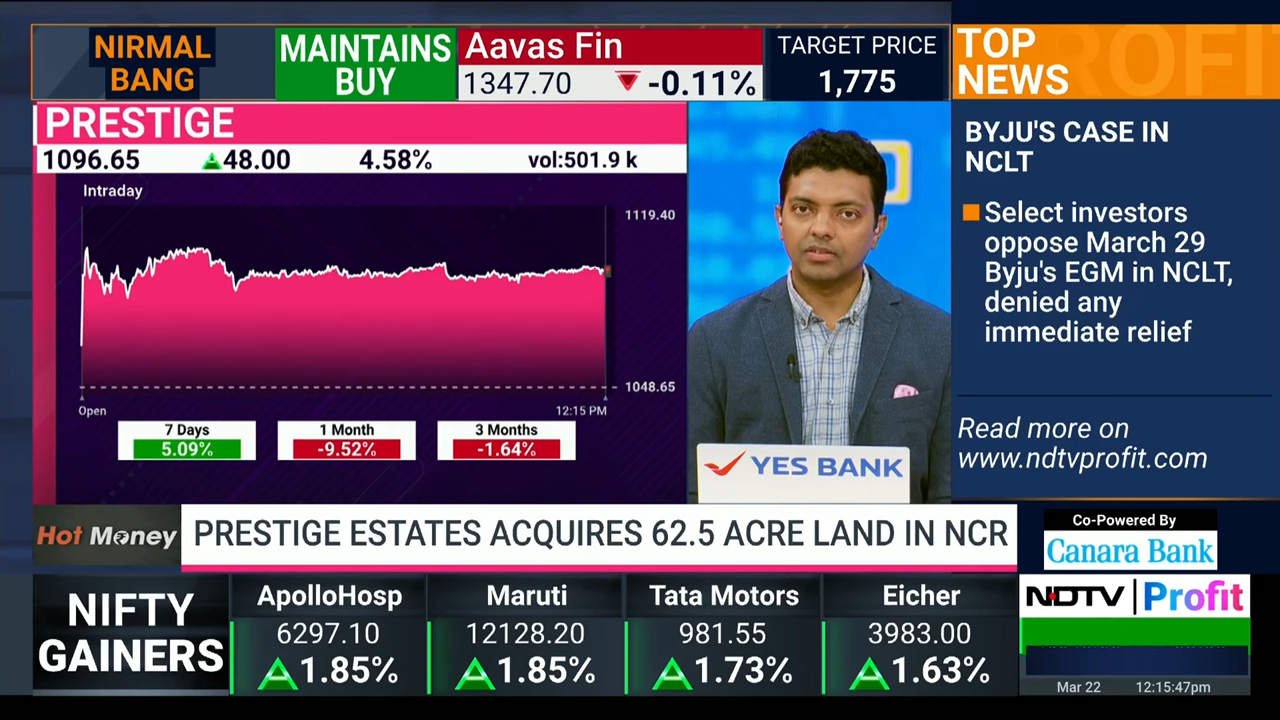 NIRMAL
BANG
MAINTAINS
BUY
Aavas Fin
1347.70 -0.11%
TARGET PRICE
1,775
TOP
NEWS
PRESTIGE
1096.65 48.00 4.58% vol:501.9 k
Intraday
1119.40
1048.65
Open 12:15 PM
7 Days
5.09%
1 Month
-9.52%
3 Months
-1.64%
YES BANK
BYJU'S CASE IN
NCLT
Select investors
oppose March 29
Byju's EGM in NCLT,
denied any
immediate relief
Read more on
www.ndtvprofit.com
Hot Money
PRESTIGE ESTATES ACQUIRES 62.5 ACRE LAND IN NCR
Co-Powered By
Canara Bank
NIFTY
GAINERS
ApolloHosp
6297.10
1.85%
Maruti
12128.20
1.85%
Tata Motors
981.55
1.73%
Eicher
3983.00
1.63%
NDTV Profit
Mar 22 12:15:47pm